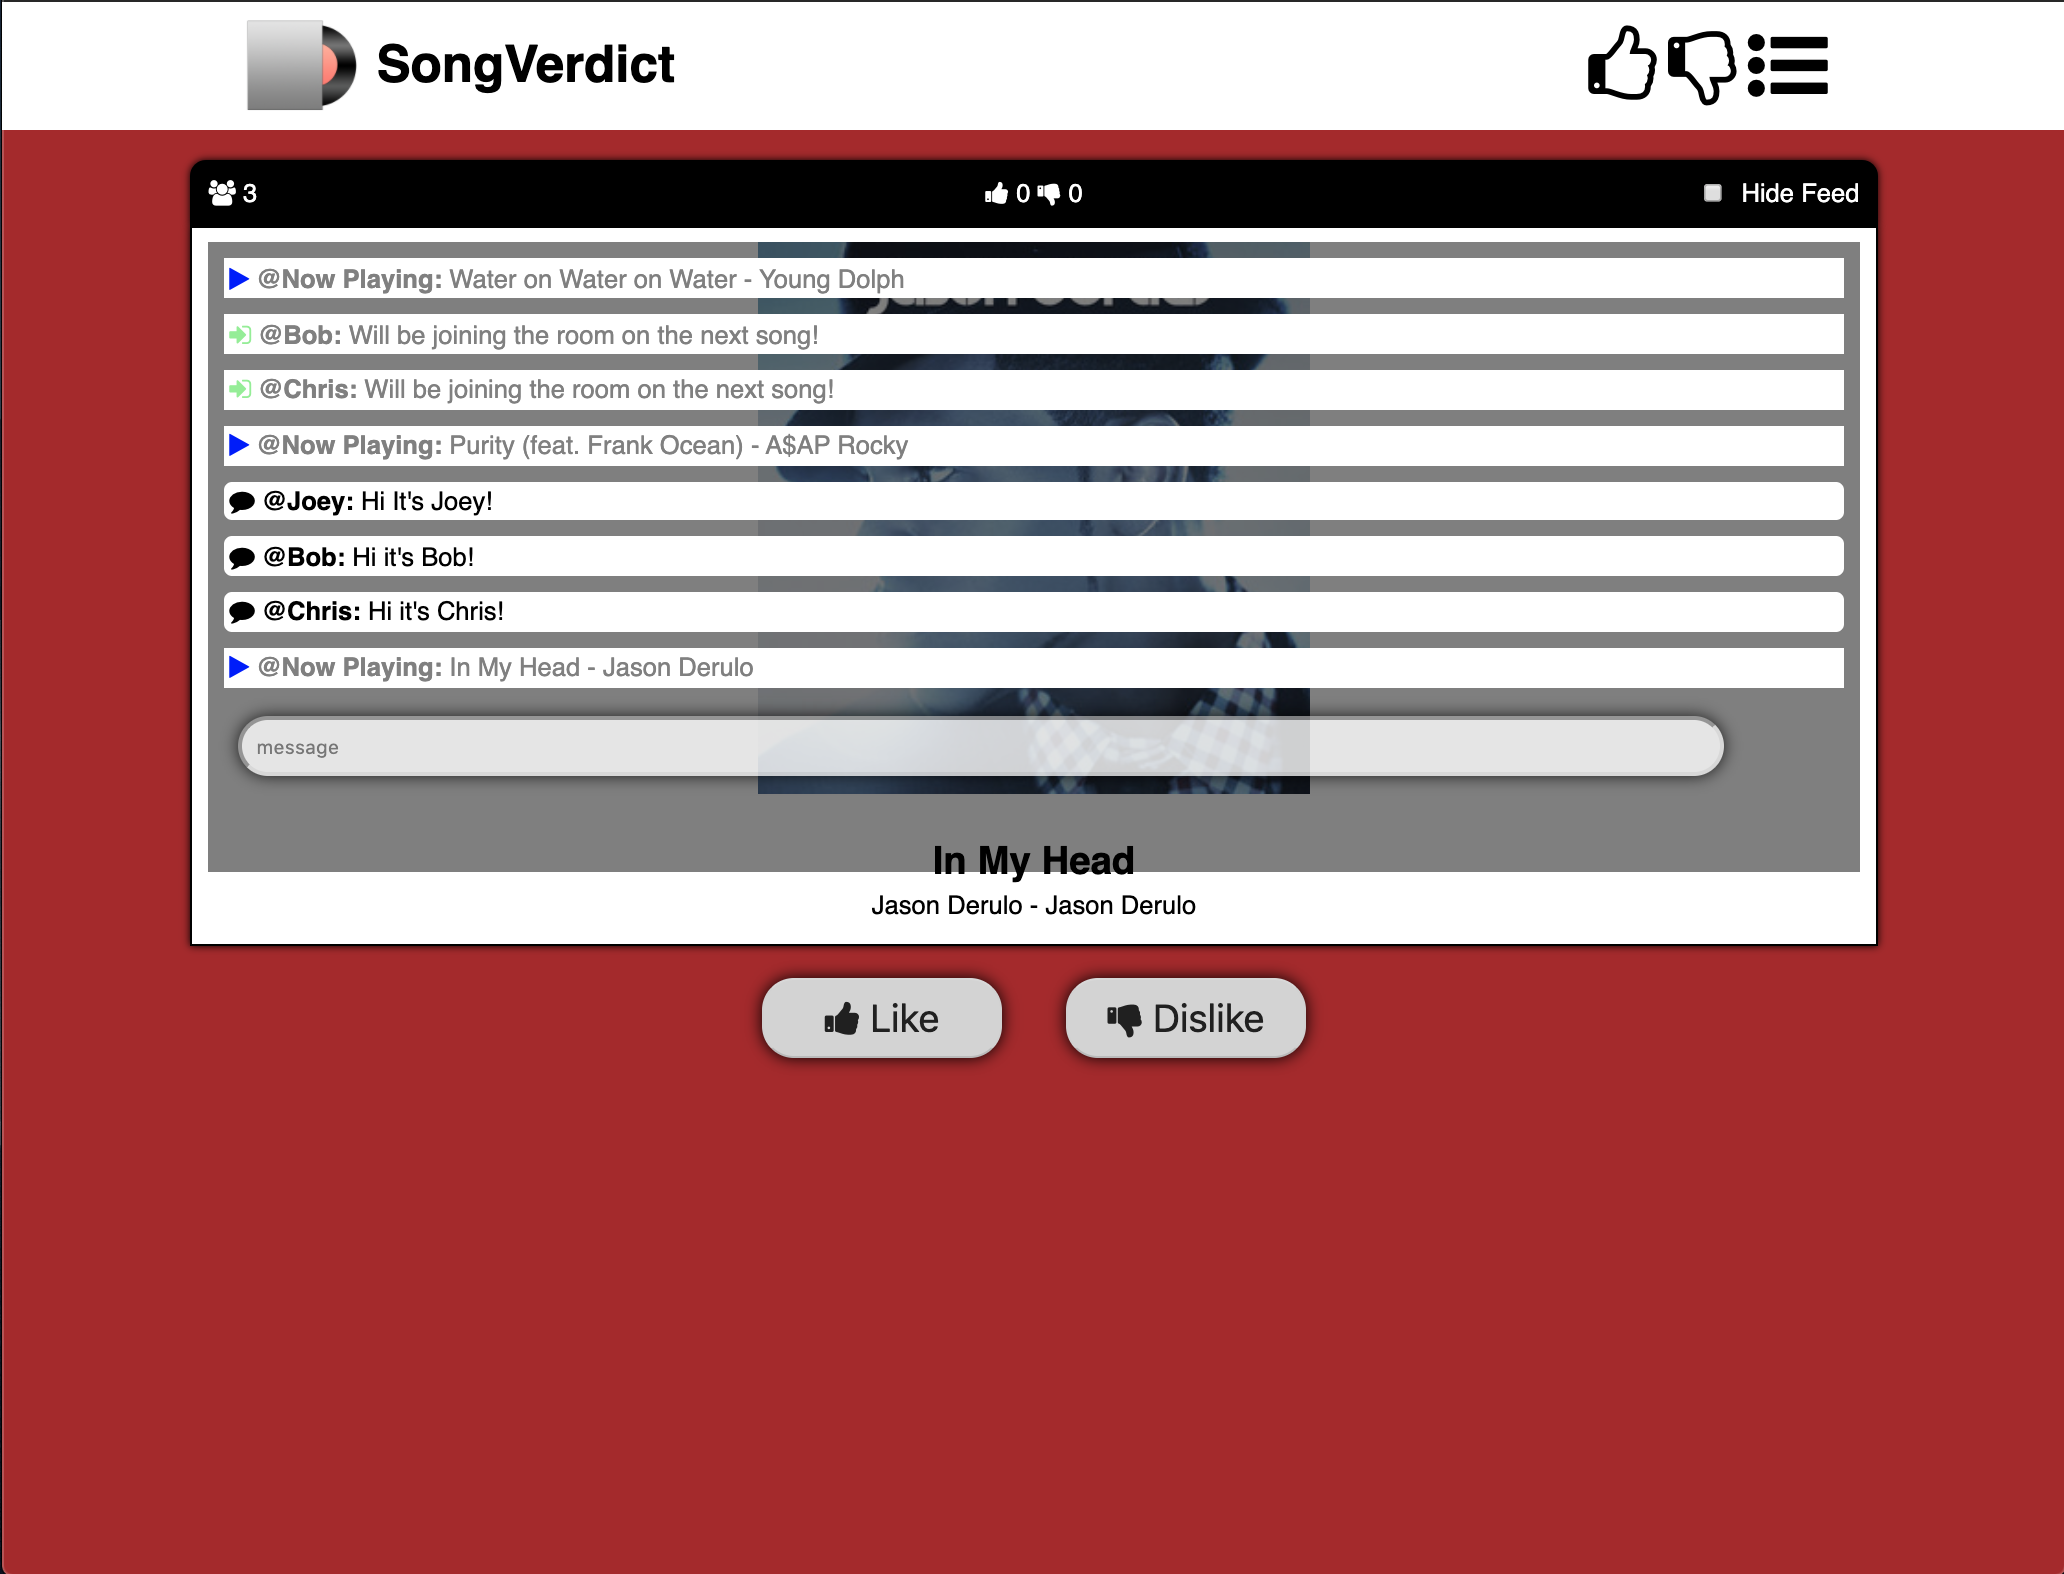 SongVerdict
3
0 0
Hide Feed
@Now Playing: Water on Water on Water - Young Dolph
@Bob: Will be joining the room on the next song!
@Chris: Will be joining the room on the next song!
@Now Playing: Purity (feat. Frank Ocean) - A$AP Rocky
@Joey: Hi It's Joey!
@Bob: Hi it's Bob!
@Chris: Hi it's Chris!
@Now Playing: In My Head - Jason Derulo
message
In My Head
Jason Derulo - Jason Derulo
Like
Dislike